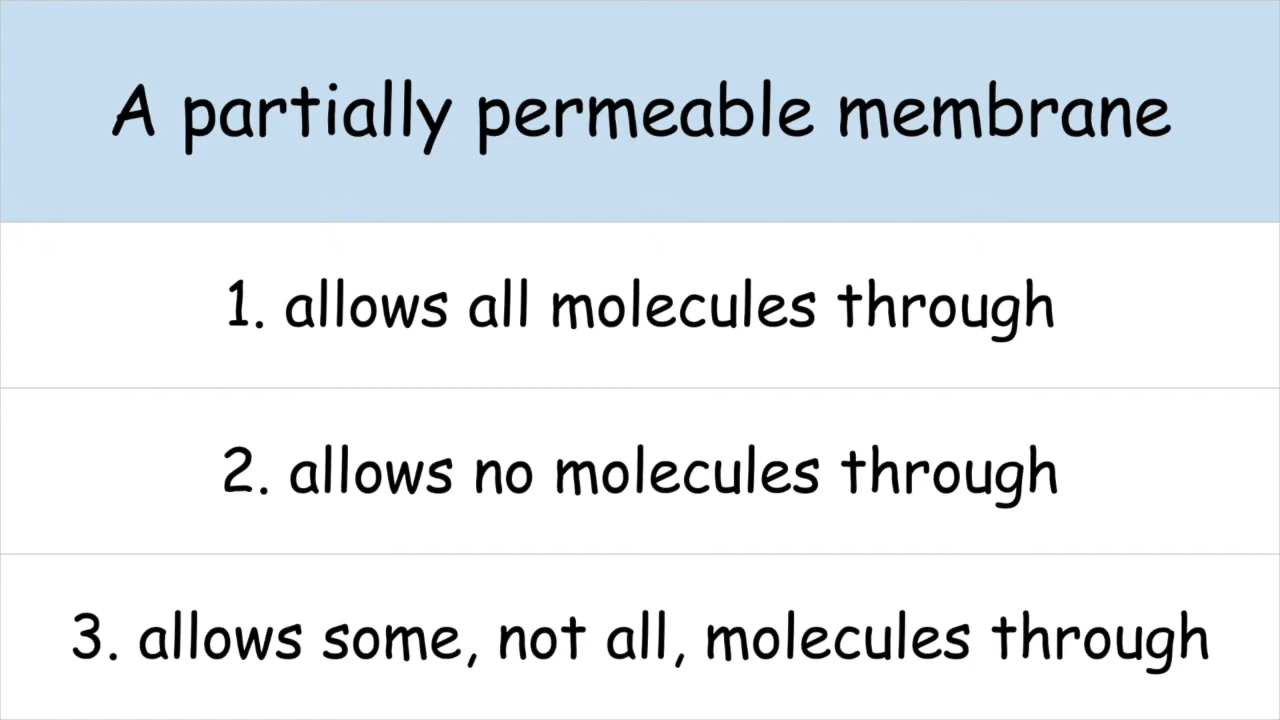 A partially permeable membrane
1. allows all molecules through
2. allows no molecules through
3. allows some, not all, molecules through